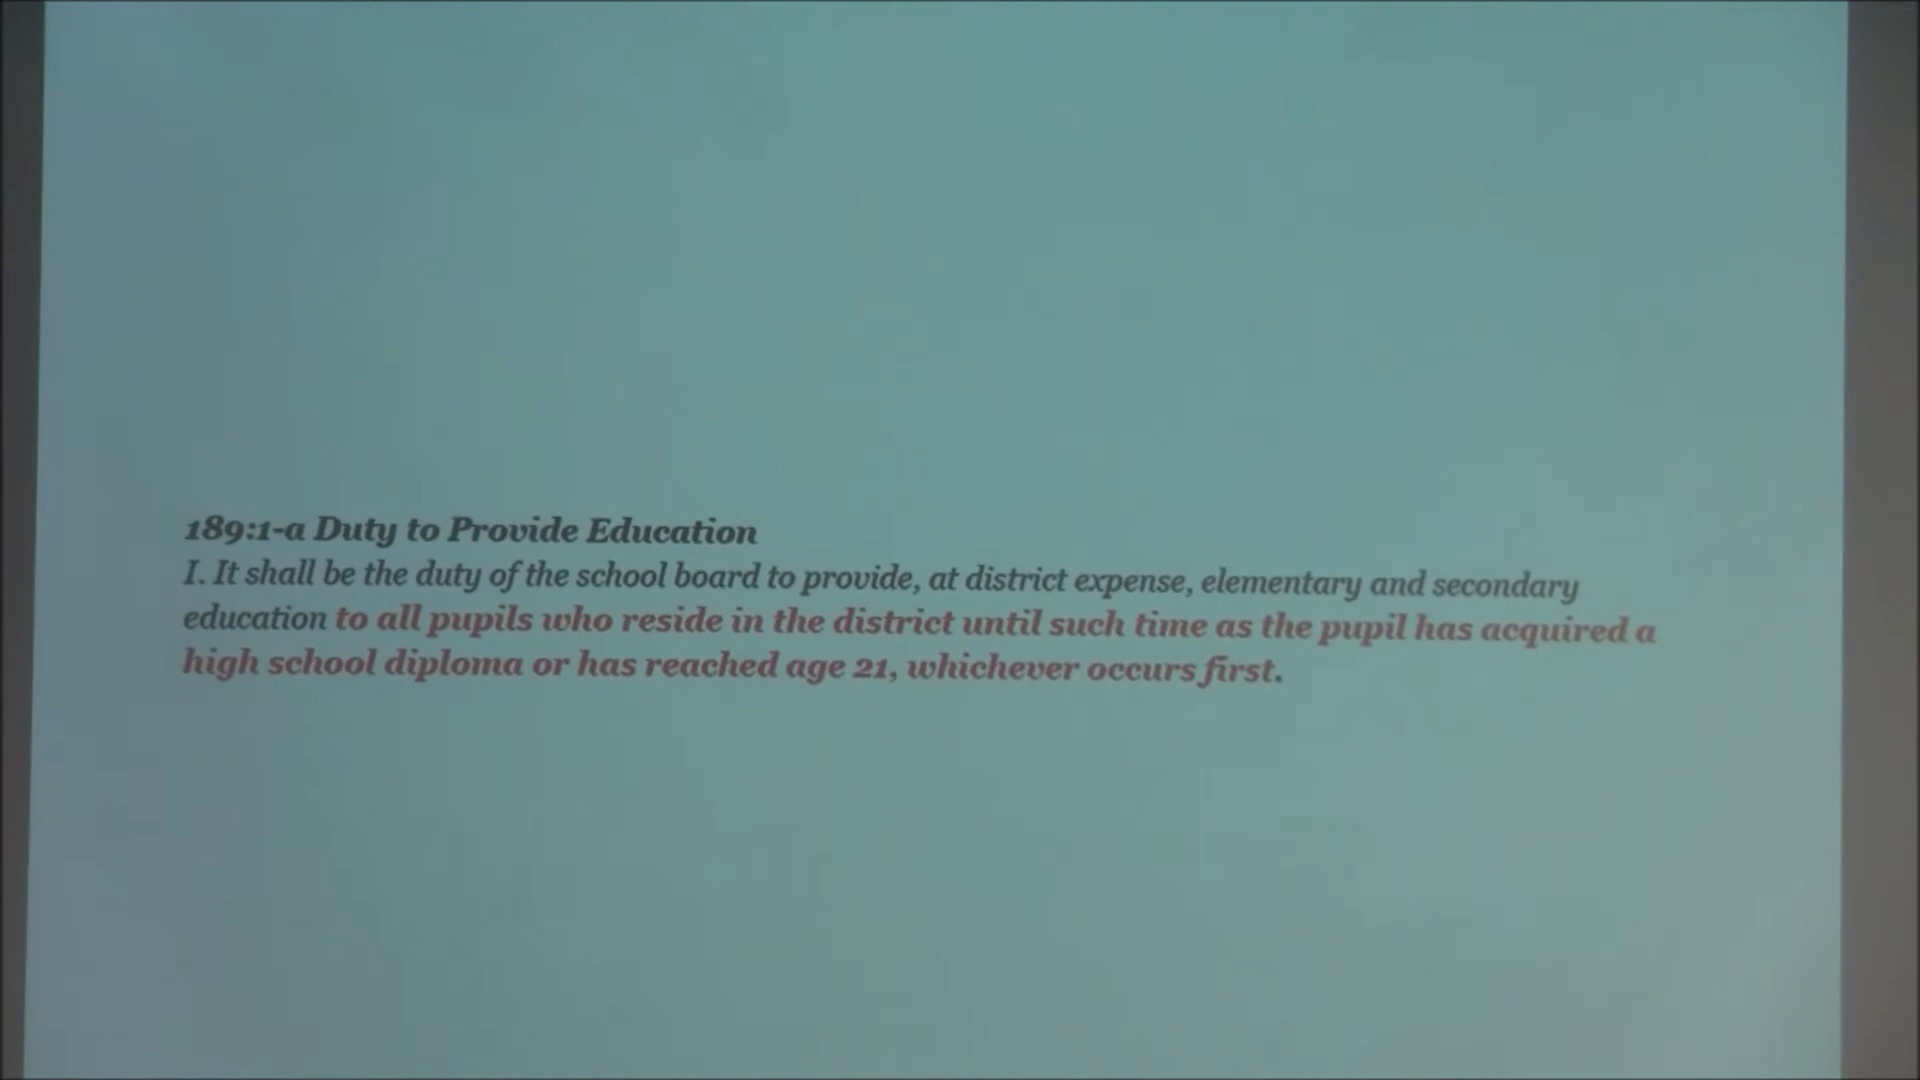 189:1-a Duty to Provide Education
I. It shall be the duty of the school board to provide, at district expense, elementary and secondary
education to all pupils who reside in the district until such time as the pupil has acquired a
high school diploma or has reached age 21, whichever occurs first.